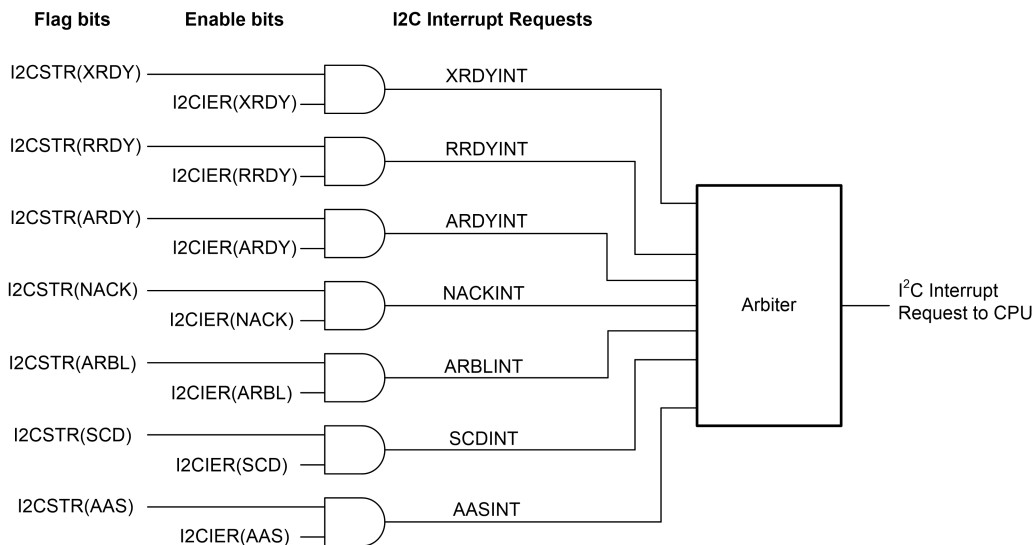 Flag bits
Enable bits
I2C Interrupt Requests
I2CSTR(XRDY)
I2CIER(XRDY)
XRDYINT
I2CSTR(RRDY)
I2CIER(RRDY)
RRDYINT
I2CSTR(ARDY)
I2CIER(ARDY)
ARDYINT
I2CSTR(NACK)
I2CIER(NACK)
NACKINT
I2CSTR(ARBL)
I2CIER(ARBL)
ARBLINT
I2CSTR(SCD)
I2CIER(SCD)
SCDINT
I2CSTR(AAS)
I2CIER(AAS)
AASINT
Arbiter
I²C Interrupt
Request to CPU